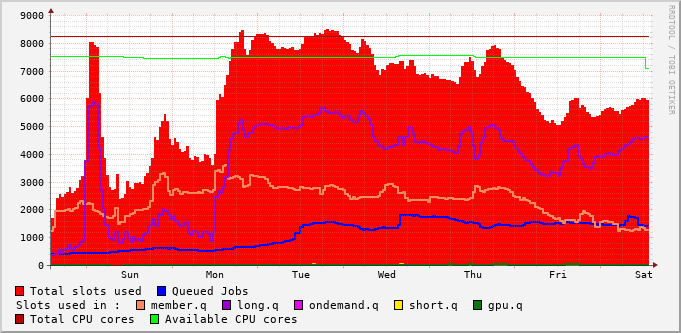 9000
8000
7000
6000
5000
4000
3000
2000
1000
0
Sun Mon Tue Wed Thu Fri Sat
RRDTOOL / TOBI OETIKER
Total slots used Queued Jobs
Slots used in : member.q long.q ondemand.q short.q gpu.q
Total CPU cores Available CPU cores